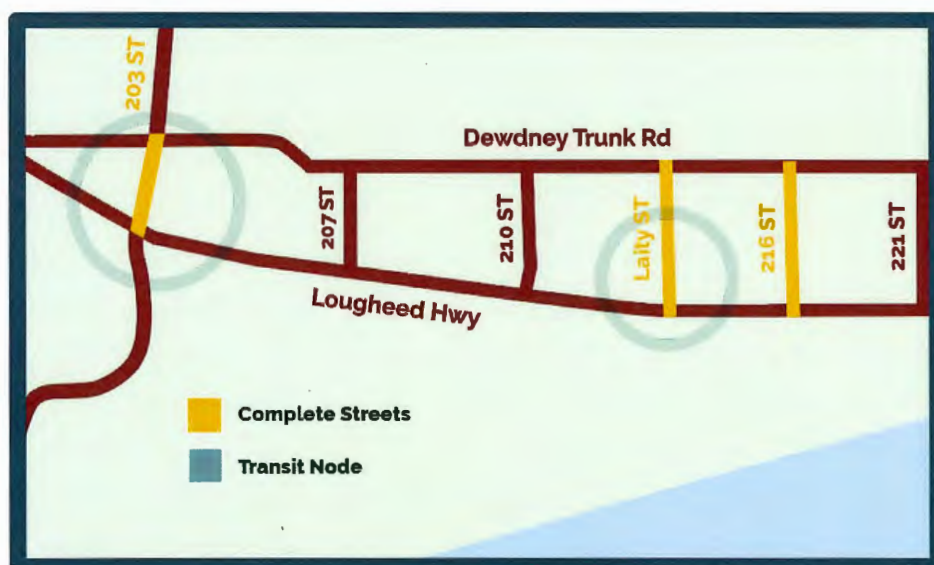 203 ST
Dewdney Trunk Rd
207 ST
210 ST
Laity ST
216 ST
221 ST
Lougheed Hwy
Complete Streets
Transit Node